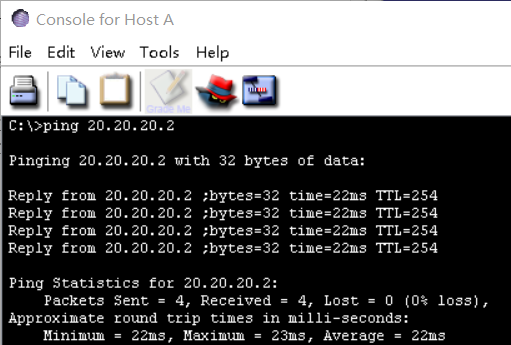 Console for Host A
File Edit View Tools Help
Grade Me
C:\>ping 20.20.20.2
Pinging 20.20.20.2 with 32 bytes of data:
Reply from 20.20.20.2 ;bytes=32 time=22ms TTL=254
Reply from 20.20.20.2 ;bytes=32 time=22ms TTL=254
Reply from 20.20.20.2 ;bytes=32 time=22ms TTL=254
Reply from 20.20.20.2 ;bytes=32 time=22ms TTL=254
Ping Statistics for 20.20.20.2:
Packets Sent = 4, Received = 4, Lost = 0 (0% loss),
Approximate round trip times in milli-seconds:
Minimum = 22ms, Maximum = 23ms, Average = 22ms